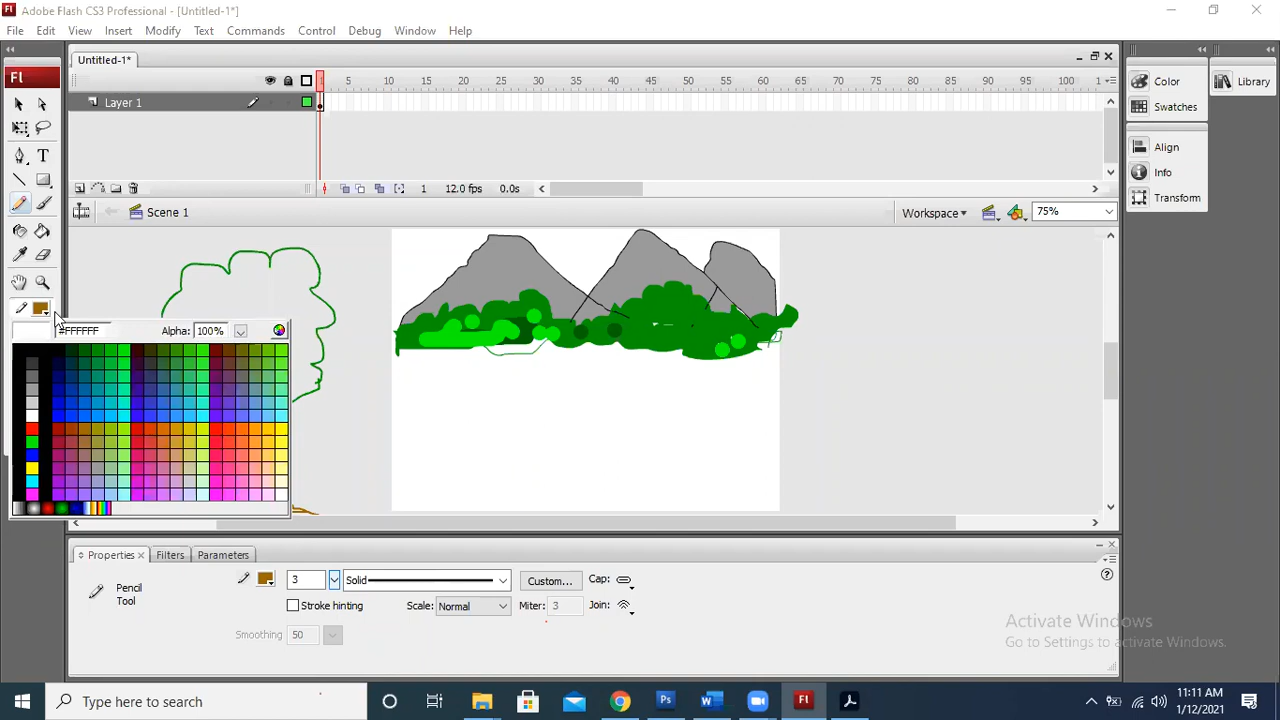 Fl Adobe Flash CS3 Professional - [Untitled-1*]
File Edit View Insert Modify Text Commands Control Debug Window Help
Untitled-1*
Fl
5 10 15 20 25 30 35 40 45 50 55 60 65 70 75 80 85 90 95 100 1
Layer 1
1 12.0 fps 0.0s
Scene 1
Workspace
75%
#FFFFFF
Alpha: 100%
Color
Swatches
Align
Info
Transform
Library
Properties × Filters Parameters
Pencil
Tool
3 Solid Custom... Cap:
Stroke hinting Scale: Normal Miter: 3 Join:
Smoothing 50
Activate Windows
Go to Settings to activate Windows.
Type here to search
Ps
Fl
11:11 AM
1/12/2021